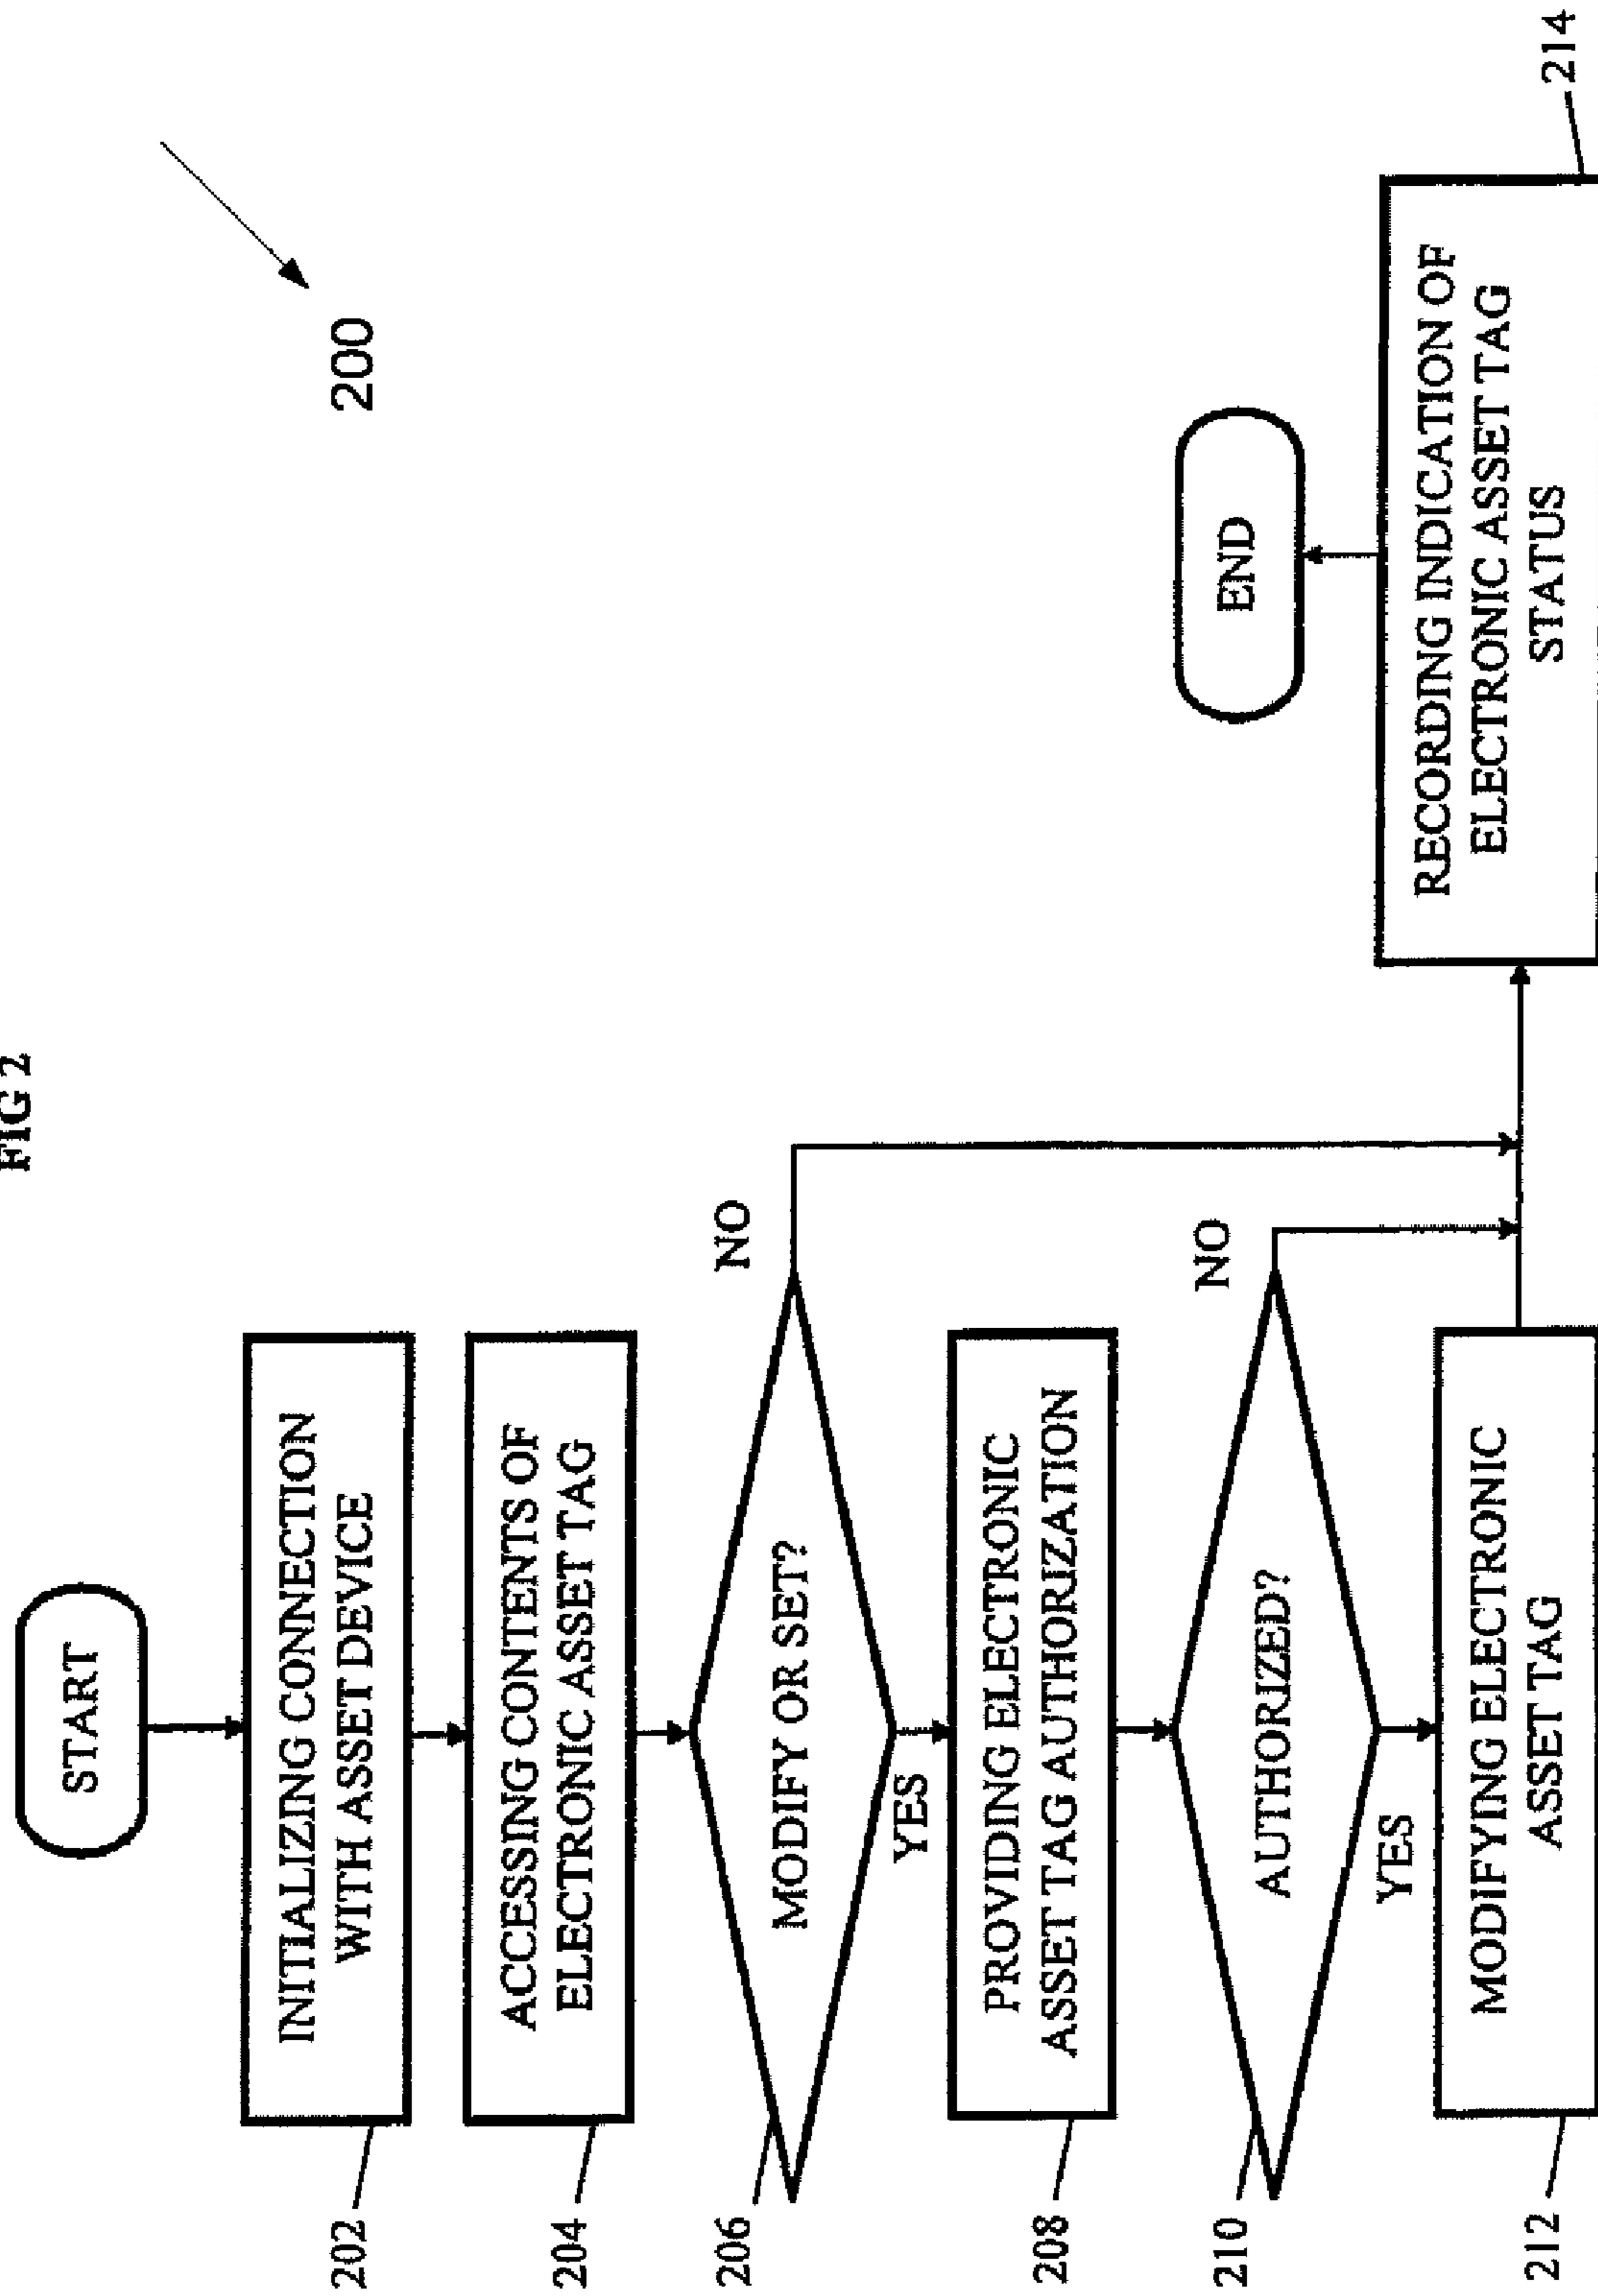 FIG 2
200
START
INITIALIZING CONNECTION
WITH ASSET DEVICE
202
ACCESSING CONTENTS OF
ELECTRONIC ASSET TAG
204
MODIFY OR SET?
206
NO
YES
PROVIDING ELECTRONIC
ASSET TAG AUTHORIZATION
208
AUTHORIZED?
210
NO
YES
MODIFYING ELECTRONIC
ASSET TAG
212
RECORDING INDICATION OF
ELECTRONIC ASSET TAG
STATUS
214
END